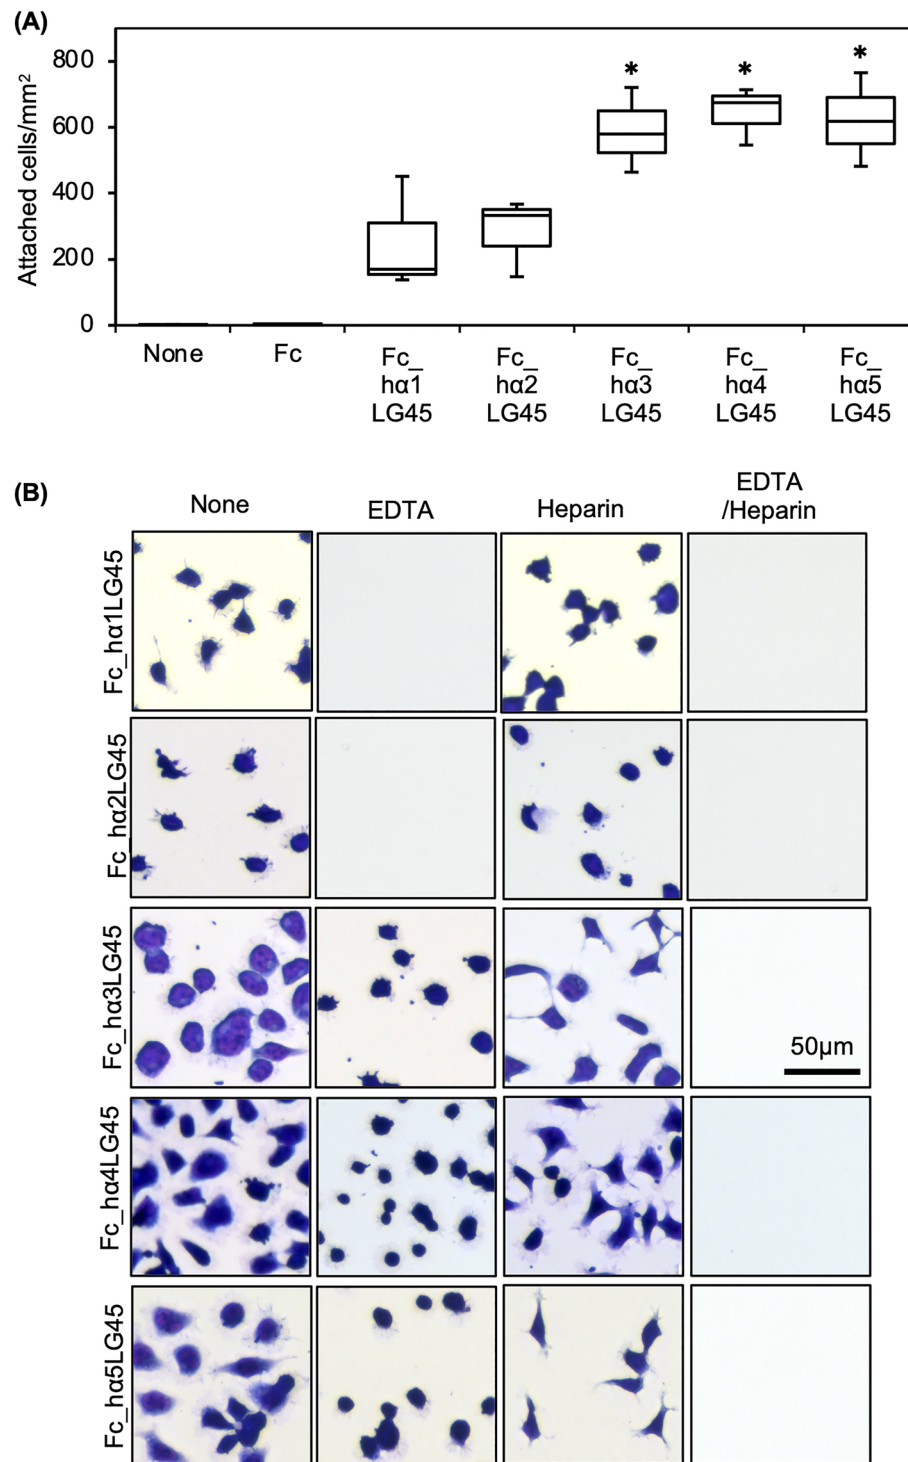 (A)
Attached cells/mm²
800
600
400
200
0
* * *
None Fc Fc_ Fc_ Fc_ Fc_ Fc_
hα1 hα2 hα3 hα4 hα5
LG45 LG45 LG45 LG45 LG45
(B)
None EDTA Heparin EDTA
/Heparin
Fc_hα1LG45
Fc_hα2LG45
Fc_hα3LG45
50μm
Fc_hα4LG45
Fc_hα5LG45